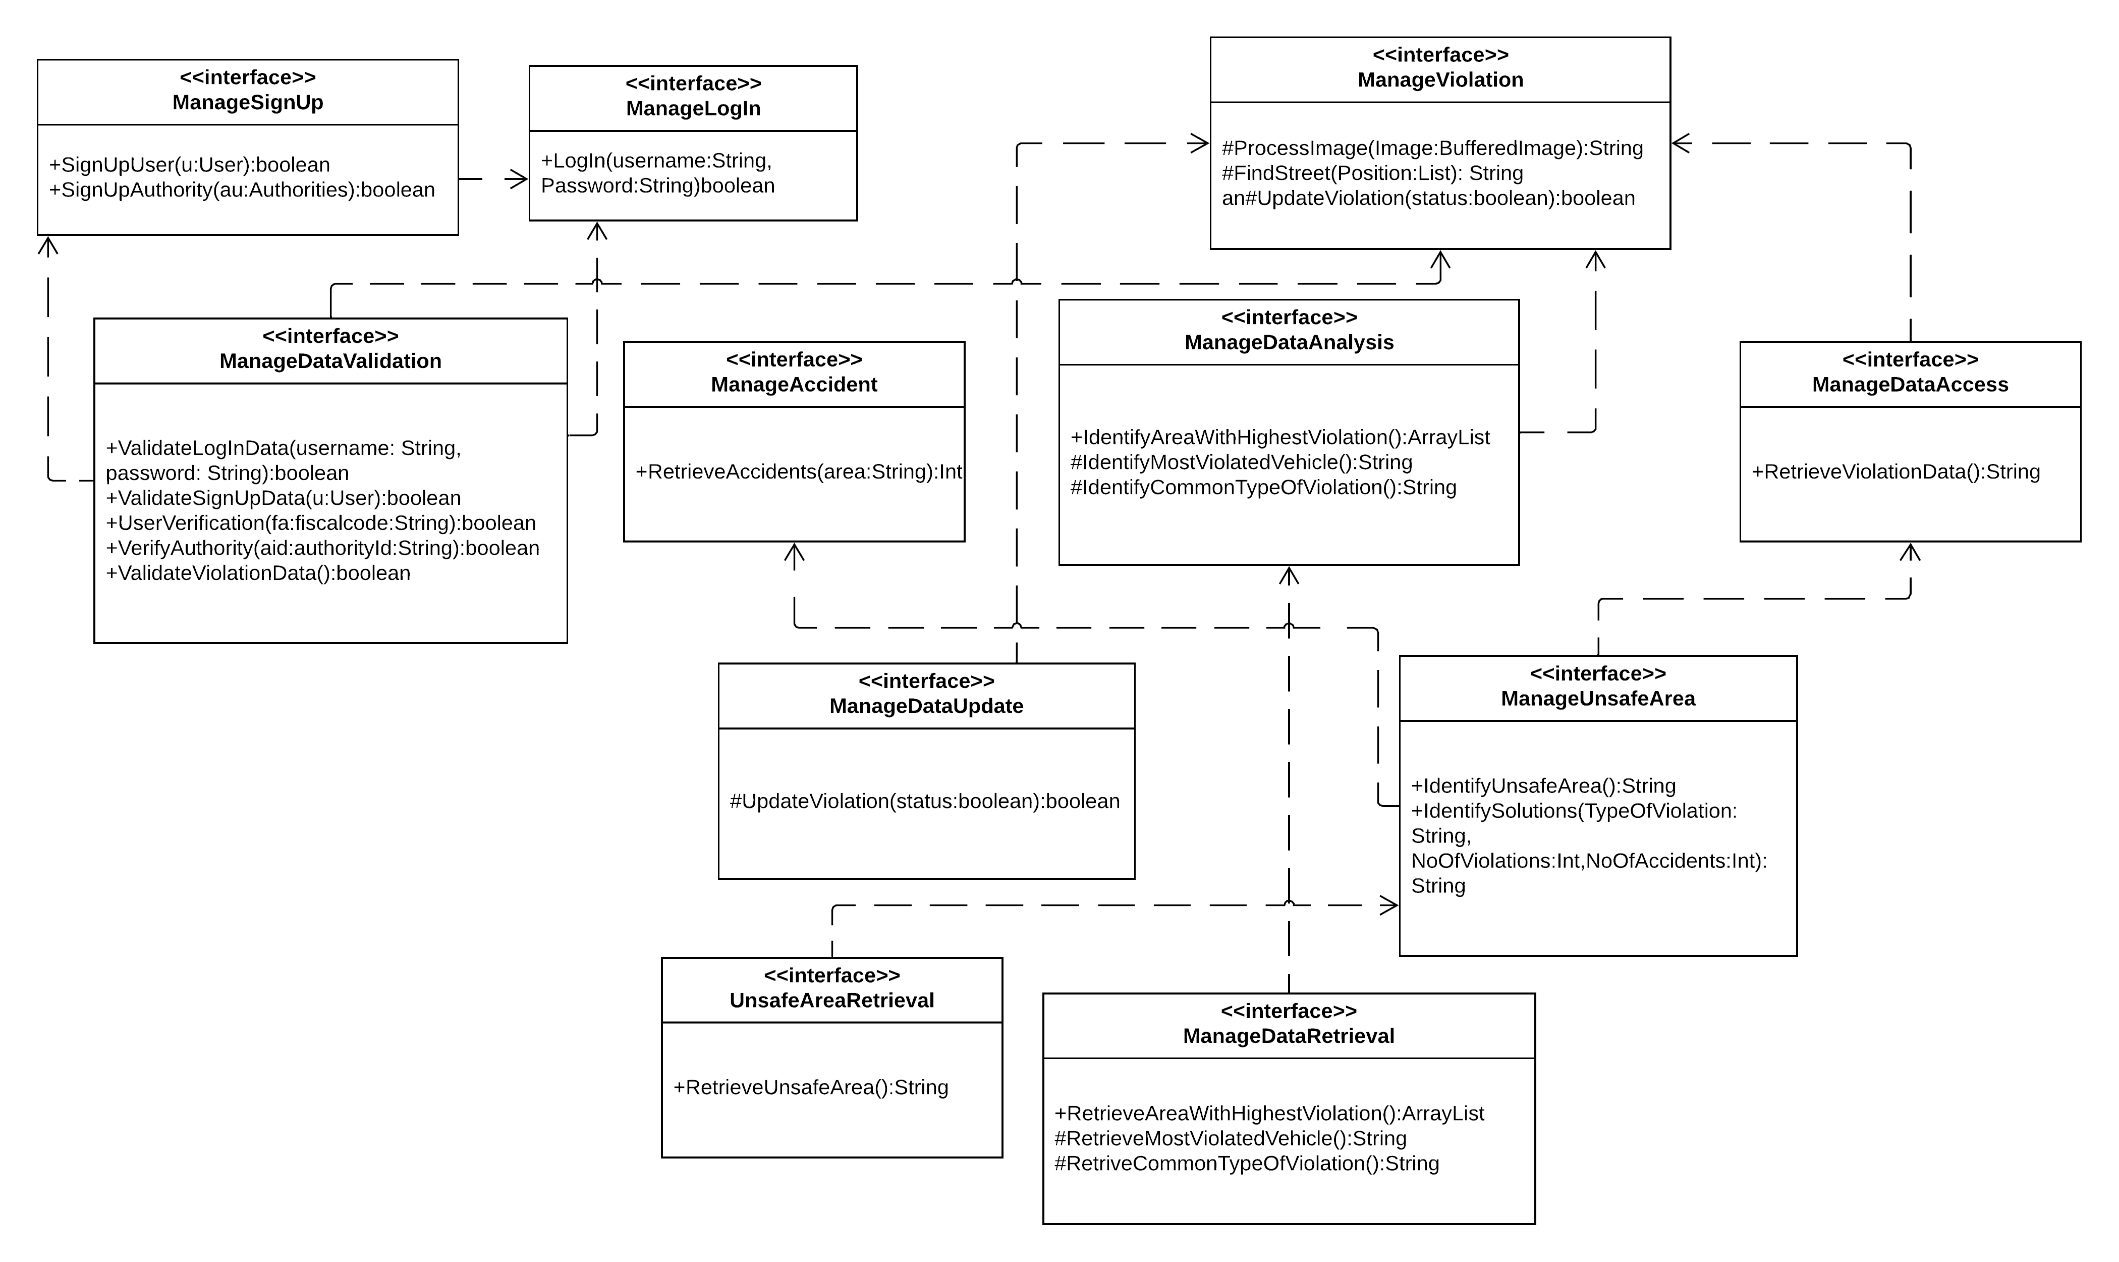 <<interface>>
ManageSignUp
+SignUpUser(u:User):boolean
+SignUpAuthority(au:Authorities):boolean
<<interface>>
ManageLogIn
+LogIn(username:String,
Password:String)boolean
<<interface>>
ManageViolation
#ProcessImage(Image:BufferedImage):String
#FindStreet(Position:List): String
an#UpdateViolation(status:boolean):boolean
<<interface>>
ManageDataValidation
+ValidateLogInData(username: String,
password: String):boolean
+ValidateSignUpData(u:User):boolean
+UserVerification(fa:fiscalcode:String):boolean
+VerifyAuthority(aid:authorityId:String):boolean
+ValidateViolationData():boolean
<<interface>>
ManageAccident
+RetrieveAccidents(area:String):Int
<<interface>>
ManageDataAnalysis
+IdentifyAreaWithHighestViolation():ArrayList
#IdentifyMostViolatedVehicle():String
#IdentifyCommonTypeOfViolation():String
<<interface>>
ManageDataAccess
+RetrieveViolationData():String
<<interface>>
ManageDataUpdate
#UpdateViolation(status:boolean):boolean
<<interface>>
ManageUnsafeArea
+IdentifyUnsafeArea():String
+IdentifySolutions(TypeOfViolation:
String,
NoOfViolations:Int,NoOfAccidents:Int):
String
<<interface>>
UnsafeAreaRetrieval
+RetrieveUnsafeArea():String
<<interface>>
ManageDataRetrieval
+RetrieveAreaWithHighestViolation():ArrayList
#RetrieveMostViolatedVehicle():String
#RetriveCommonTypeOfViolation():String